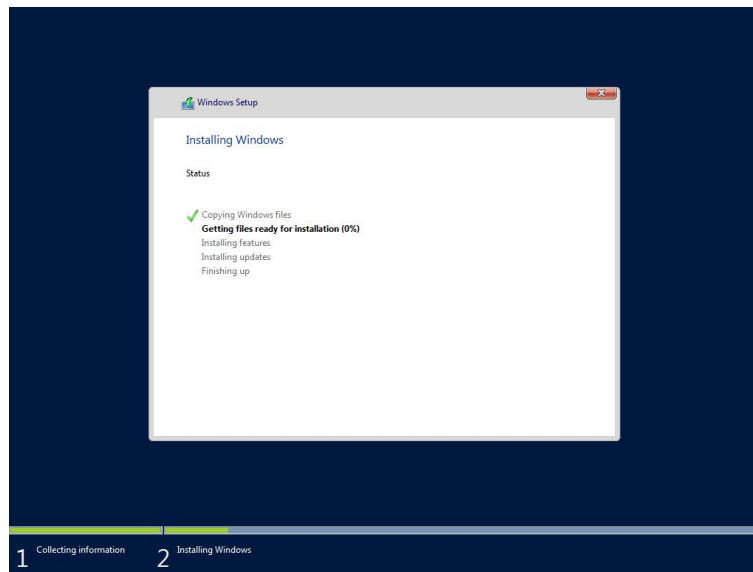 Windows Setup
Installing Windows
Status
Copying Windows files
Getting files ready for installation (0%)
Installing features
Installing updates
Finishing up
1 Collecting information
2 Installing Windows